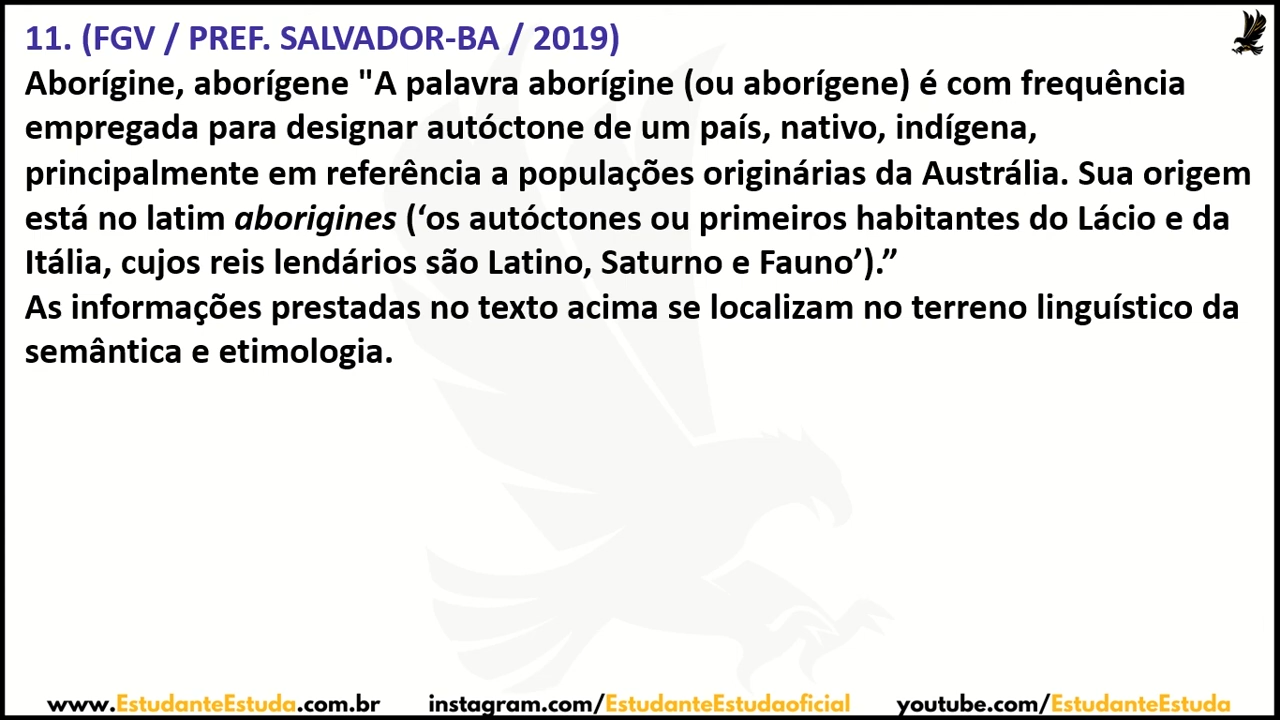 11. (FGV / PREF. SALVADOR-BA / 2019)
Aborígine, aborígene "A palavra aborígine (ou aborígene) é com frequência
empregada para designar autóctone de um país, nativo, indígena,
principalmente em referência a populações originárias da Austrália. Sua origem
está no latim aborigines (‘os autóctones ou primeiros habitantes do Lácio e da
Itália, cujos reis lendários são Latino, Saturno e Fauno’).”
As informações prestadas no texto acima se localizam no terreno linguístico da
semântica e etimologia.
www.EstudanteEstuda.com.br instagram.com/EstudanteEstudaoficial youtube.com/EstudanteEstuda